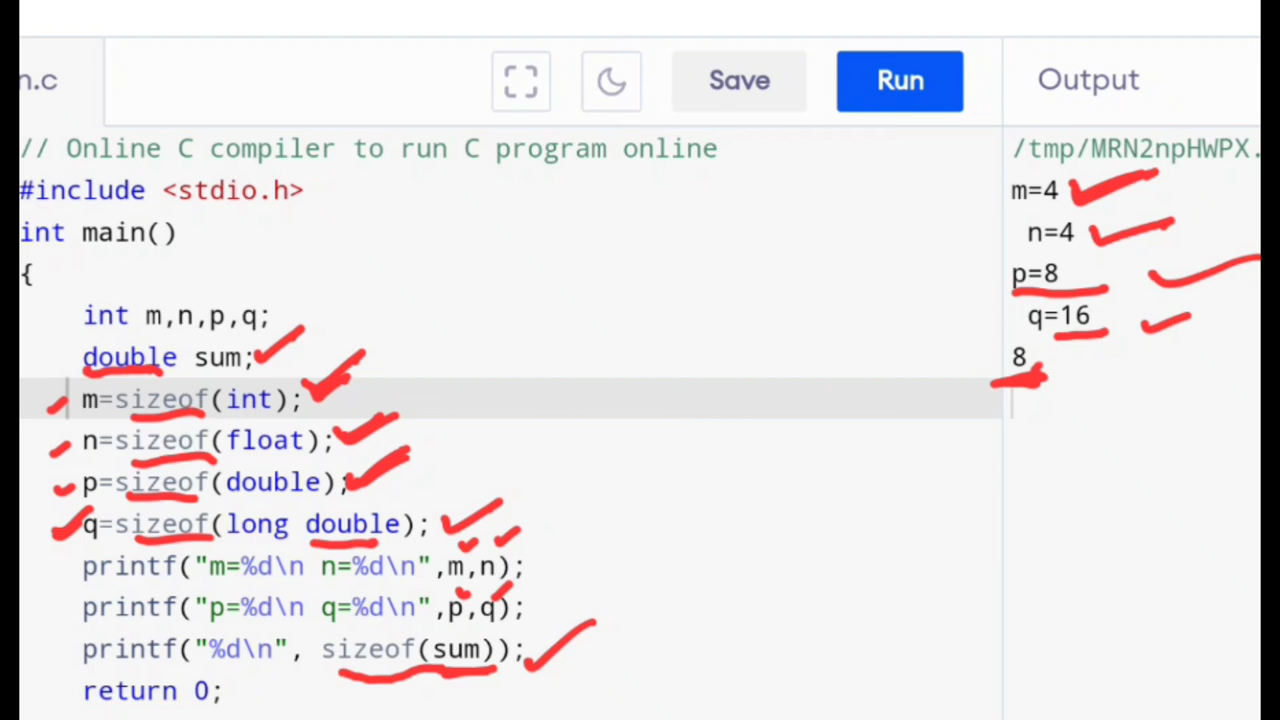 n.c
Save
Run
Output
// Online C compiler to run C program online
#include <stdio.h>
int main()
{
int m,n,p,q;
double sum;
m=sizeof(int);
n=sizeof(float);
p=sizeof(double);
q=sizeof(long double);
printf("m=%d\n n=%d\n",m,n);
printf("p=%d\n q=%d\n",p,q);
printf("%d\n", sizeof(sum));
return 0;
/tmp/MRN2npHWPX.
m=4
n=4
p=8
q=16
8